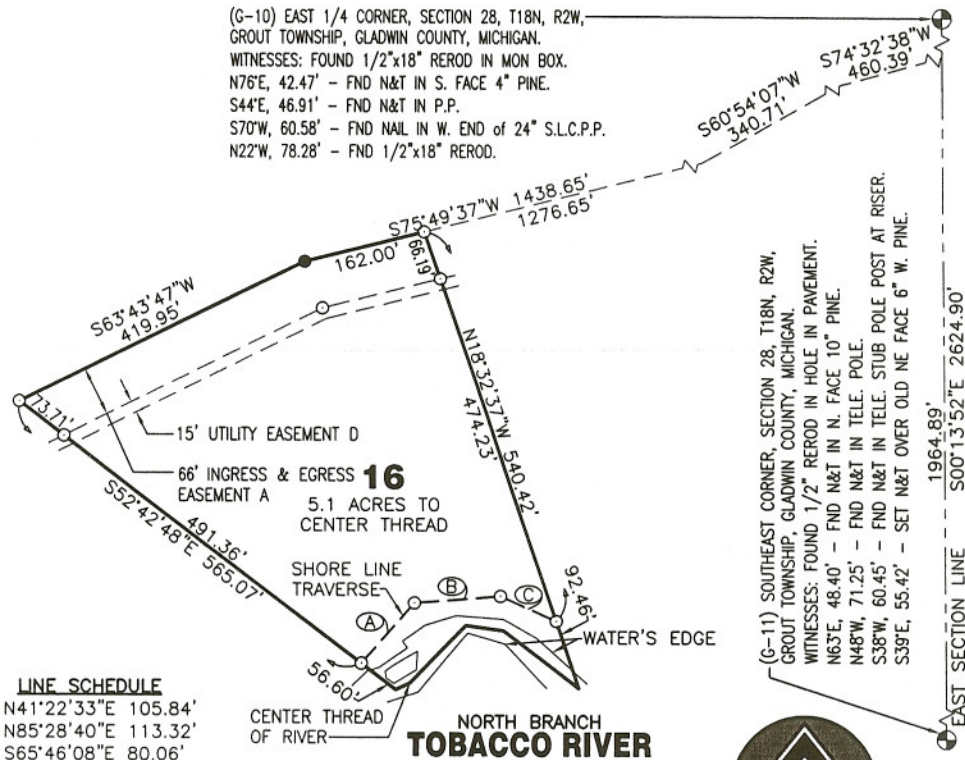 (G-10) EAST 1/4 CORNER, SECTION 28, T18N, R2W,
GROUT TOWNSHIP, GLADWIN COUNTY, MICHIGAN.
WITNESSES: FOUND 1/2"x18" REROD IN MON BOX.
N76°E, 42.47' - FND N&T IN S. FACE 4" PINE.
S44°E, 46.91' - FND N&T IN P.P.
S70°W, 60.58' - FND NAIL IN W. END of 24" S.L.C.P.P.
N22°W, 78.28' - FND 1/2"x18" REROD.
S74°32'38"W
460.39'
S60°54'07"W
340.71'
S75°49'37"W 1438.65'
1276.65'
162.00'
66.19'
S63°43'47"W
419.95'
73.71'
N18°32'37"W 540.42'
474.23'
15' UTILITY EASEMENT D
66' INGRESS & EGRESS
EASEMENT A
16
5.1 ACRES TO
CENTER THREAD
491.36'
S52°42'48"E 565.07'
SHORE LINE
TRAVERSE
A
B
C
92.46'
WATER'S EDGE
56.60'
CENTER THREAD
OF RIVER
NORTH BRANCH
TOBACCO RIVER
LINE SCHEDULE
N41°22'33"E 105.84'
N85°28'40"E 113.32'
S65°46'08"E 80.06'
(G-11) SOUTHEAST CORNER, SECTION 28, T18N, R2W,
GROUT TOWNSHIP, GLADWIN COUNTY, MICHIGAN.
WITNESSES: FOUND 1/2" REROD IN HOLE IN PAVEMENT.
N63°E, 48.40' - FND N&T IN N. FACE 10" PINE.
N48°W, 71.25' - FND N&T IN TELE. POLE.
S38°W, 60.45' - FND N&T IN TELE. STUB POLE POST AT RISER.
S39°E, 55.42' - SET N&T OVER OLD NE FACE 6" W. PINE.
1964.89'
EAST SECTION LINE S00°13'52"E 2624.90'